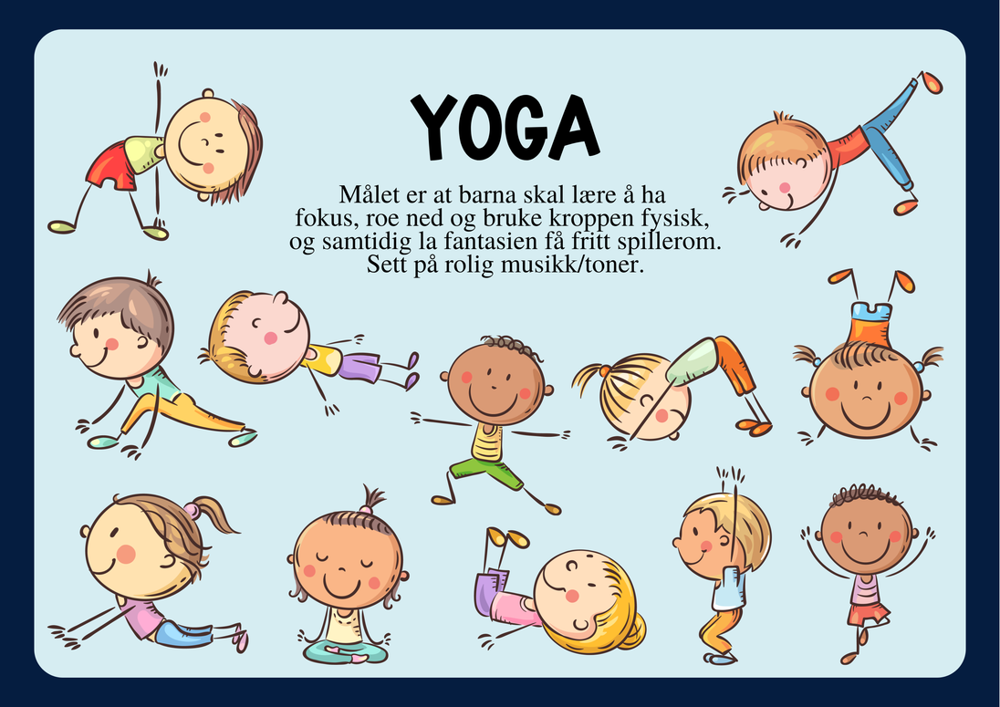 YOGA
Målet er at barna skal lære å ha
fokus, roe ned og bruke kroppen fysisk,
og samtidig la fantasien få fritt spillerom.
Sett på rolig musikk/toner.